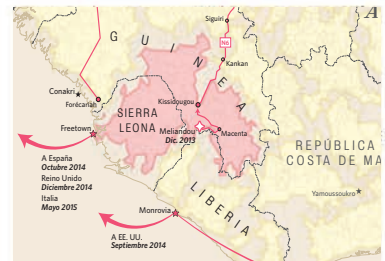 Siguiri
A
G U I N E A
N6
Kankan
Conakri
Forécariah
Kissidougou
SIERRA
LEONA
Freetown
Meliandou
Dic. 2013
Macenta
A España
Octubre 2014
Reino Unido
Diciembre 2014
Italia
Mayo 2015
REPÚBLICA
COSTA DE MA
Yamoussoukro
LIBERIA
Monrovia
A EE. UU.
Septiembre 2014